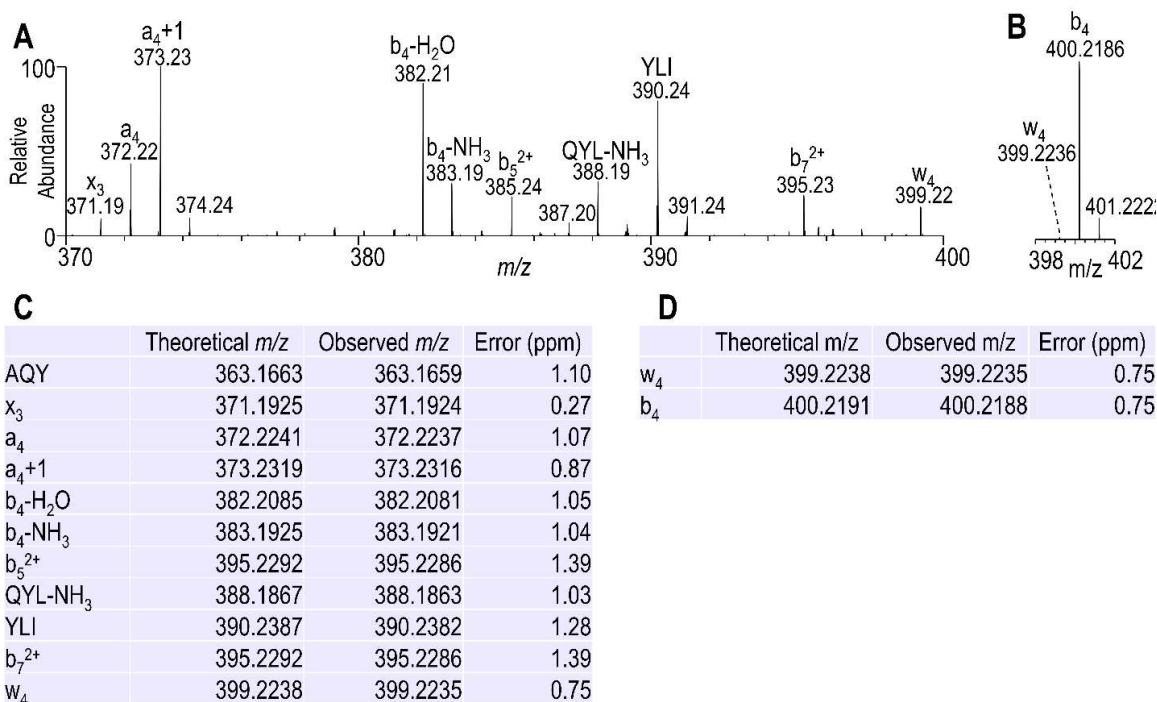 A
a₄+1
373.23
b₄-H₂O
382.21
YLI
390.24
a₄
372.22
x₃
371.19
374.24
b₄-NH₃
383.19
b₅²⁺
385.24
387.20
QYL-NH₃
388.19
391.24
b₇²⁺
395.23
w₄
399.22
100
0
Relative
Abundance
370
380
390
400
m/z
B
b₄
400.2186
w₄
399.2236
401.2222
398
402
m/z
C
Theoretical m/z Observed m/z Error (ppm)
AQY 363.1663 363.1659 1.10
x₃ 371.1925 371.1924 0.27
a₄ 372.2241 372.2237 1.07
a₄+1 373.2319 373.2316 0.87
b₄-H₂O 382.2085 382.2081 1.05
b₄-NH₃ 383.1925 383.1921 1.04
b₅²⁺ 395.2292 395.2286 1.39
QYL-NH₃ 388.1867 388.1863 1.03
YLI 390.2387 390.2382 1.28
b₇²⁺ 395.2292 395.2286 1.39
w₄ 399.2238 399.2235 0.75
D
Theoretical m/z Observed m/z Error (ppm)
w₄ 399.2238 399.2235 0.75
b₄ 400.2191 400.2188 0.75